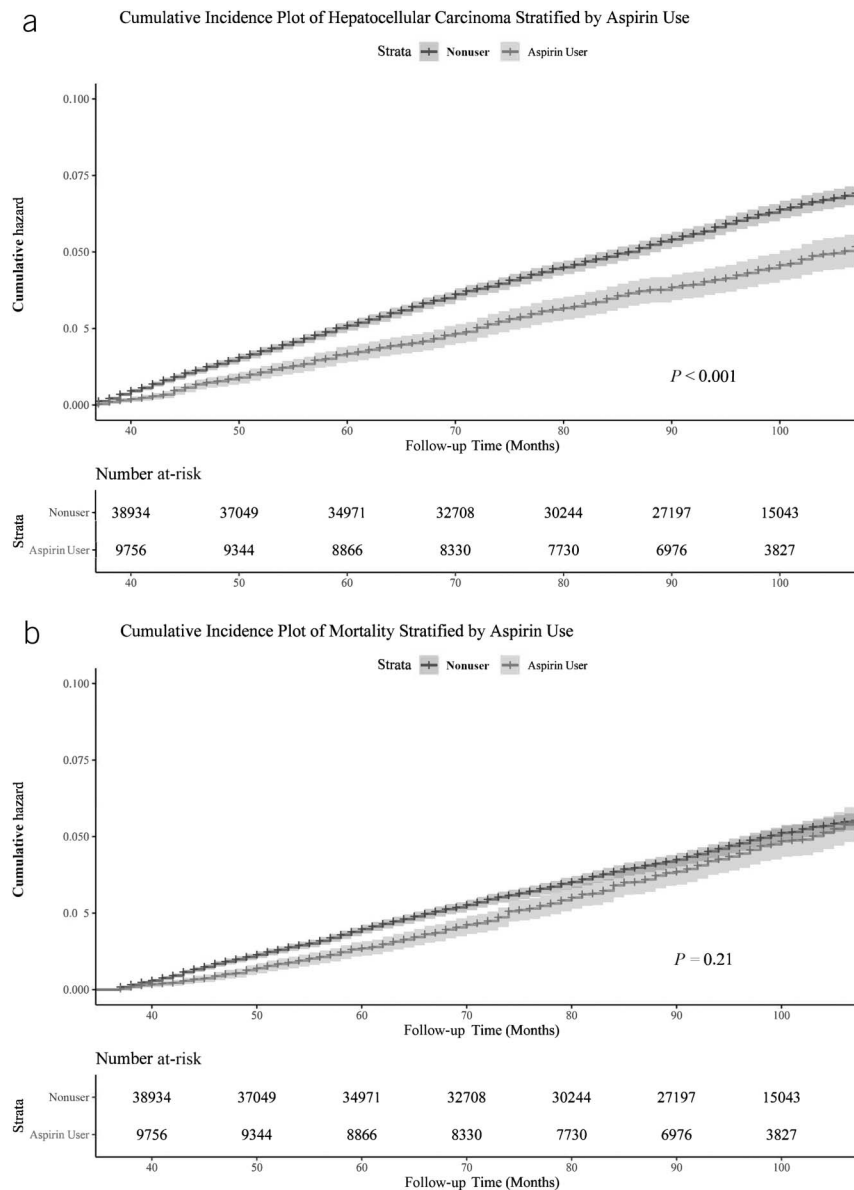 a
Cumulative Incidence Plot of Hepatocellular Carcinoma Stratified by Aspirin Use
Strata Nonuser Aspirin User
0.100
0.075
0.050
0.0 5
0.000
Cumulative hazard
P < 0.001
40 50 60 70 80 90 100
Follow-up Time (Months)
Number at-risk
Strata
Nonuser 38934 37049 34971 32708 30244 27197 15043
Aspirin User 9756 9344 8866 8330 7730 6976 3827
40 50 60 70 80 90 100
b
Cumulative Incidence Plot of Mortality Stratified by Aspirin Use
Strata Nonuser Aspirin User
0.100
0.075
0.050
0.0 5
0.000
Cumulative hazard
P = 0.21
40 50 60 70 80 90 100
Follow-up Time (Months)
Number at-risk
Strata
Nonuser 38934 37049 34971 32708 30244 27197 15043
Aspirin User 9756 9344 8866 8330 7730 6976 3827
40 50 60 70 80 90 100
Follow-up Time (Months)